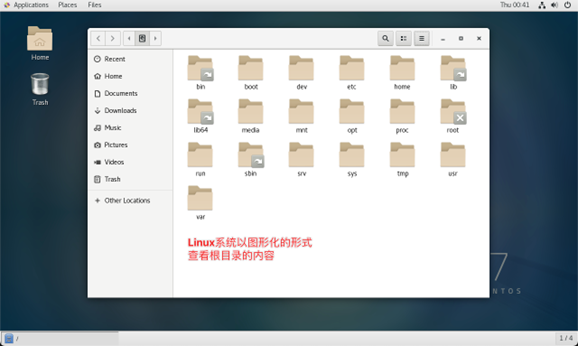 Applications Places Files Thu 00:41
Home
Trash
Recent
Home
Documents
Downloads
Music
Pictures
Videos
Trash
Other Locations
bin boot dev etc home lib
lib64 media mnt opt proc root
run sbin srv sys tmp usr
var
Linux系统以图形化的形式
查看根目录的内容
7
NTOS
/ 1 / 4